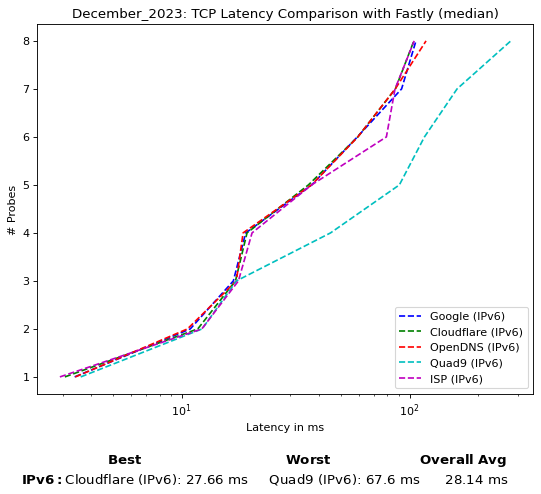 December_2023: TCP Latency Comparison with Fastly (median)
8
7
6
5
4
3
2
1
# Probes
Google (IPv6)
Cloudflare (IPv6)
OpenDNS (IPv6)
Quad9 (IPv6)
ISP (IPv6)
10¹ 10²
Latency in ms
Best Worst Overall Avg
IPv6: Cloudflare (IPv6): 27.66 ms Quad9 (IPv6): 67.6 ms 28.14 ms